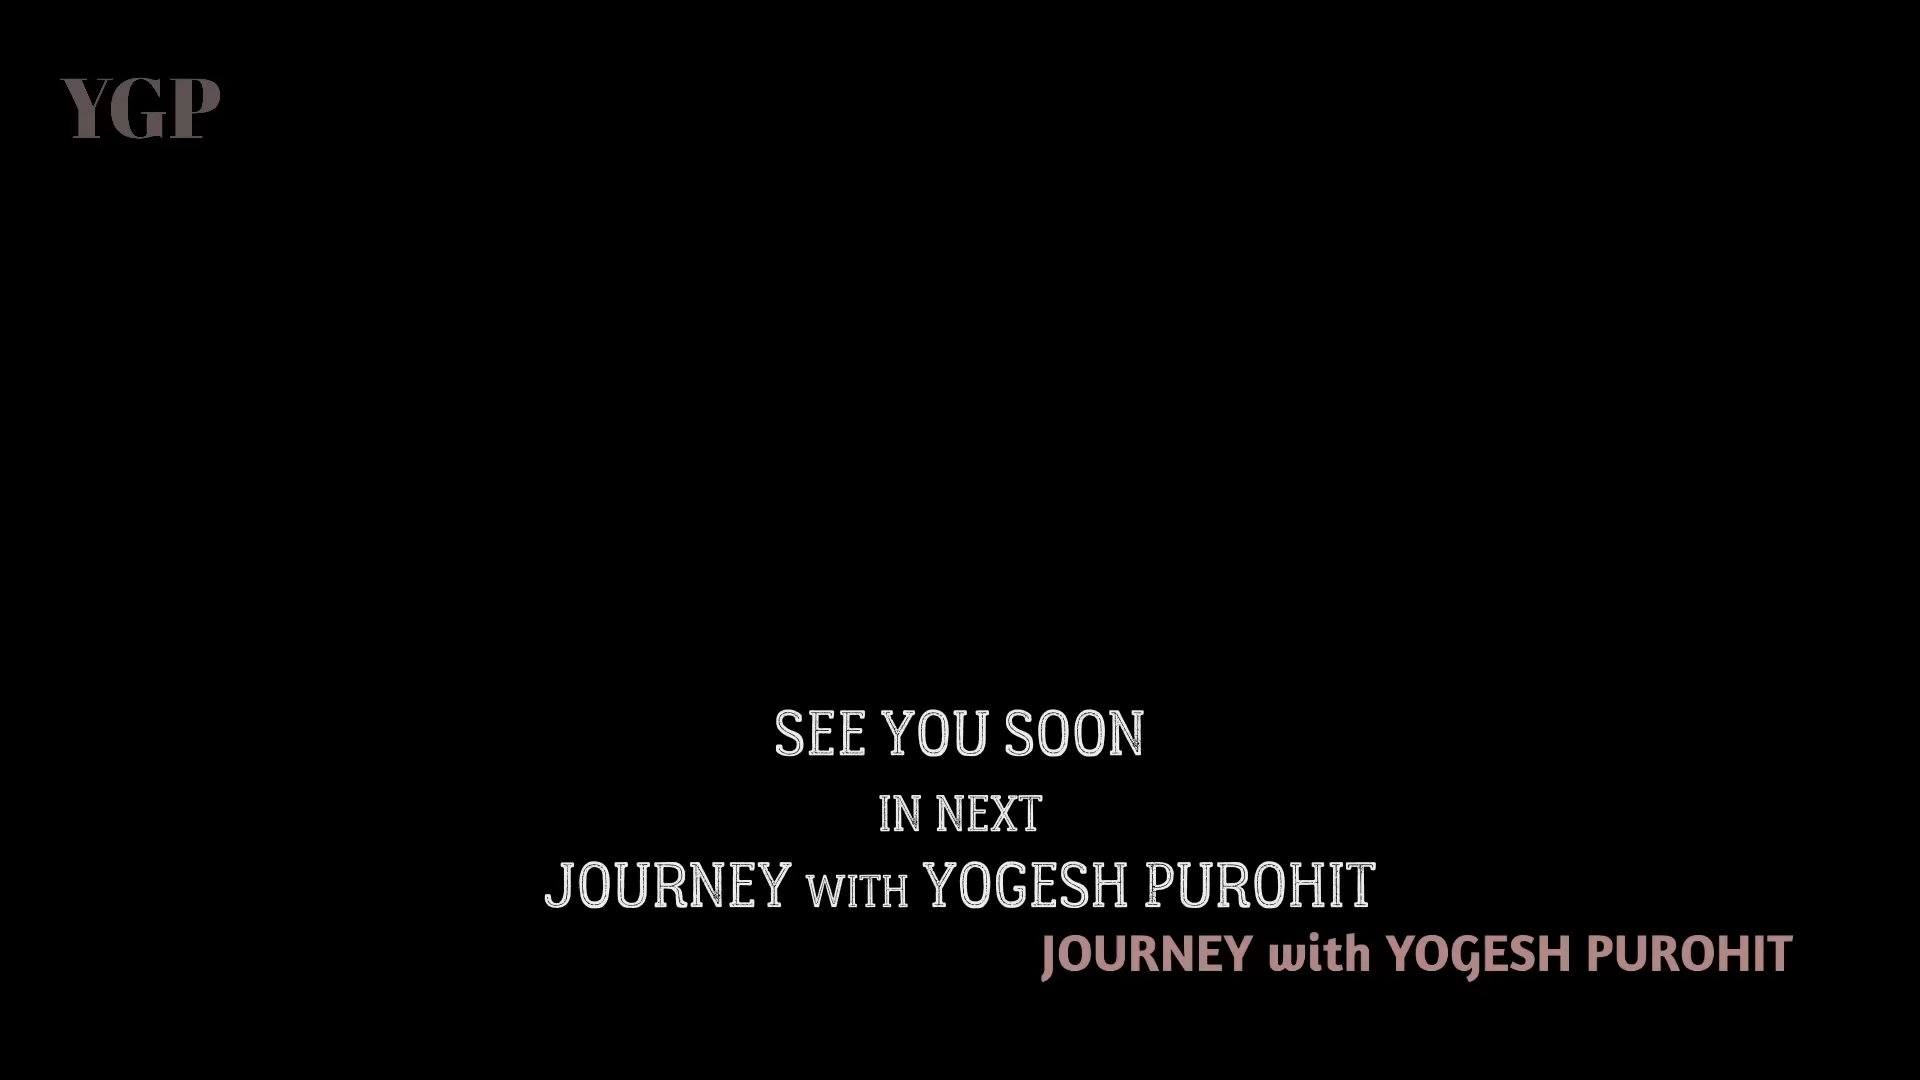 YGP
SEE YOU SOON
IN NEXT
JOURNEY WITH YOGESH PUROHIT
JOURNEY with YOGESH PUROHIT